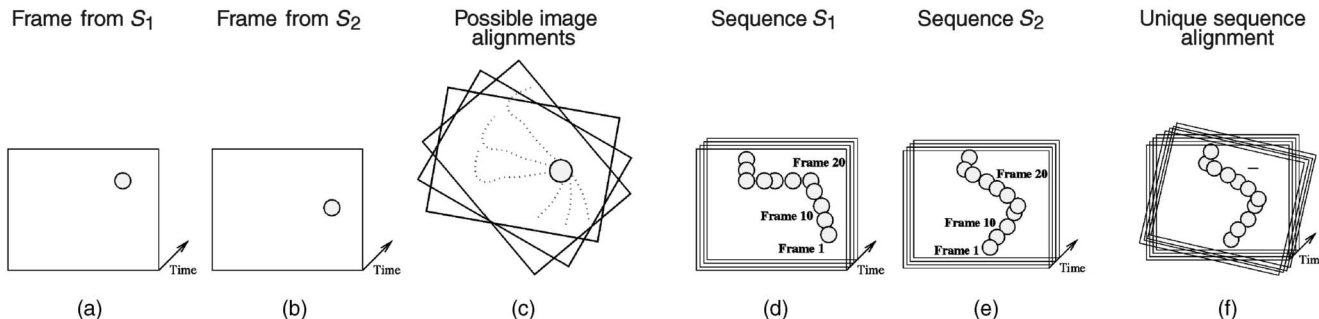 Frame from S1
Frame from S2
Possible image
alignments
Sequence S1
Sequence S2
Unique sequence
alignment
Time
Time
Frame 20
Frame 10
Frame 1
Time
Frame 20
Frame 10
Frame 1
Time
Time
(a)
(b)
(c)
(d)
(e)
(f)